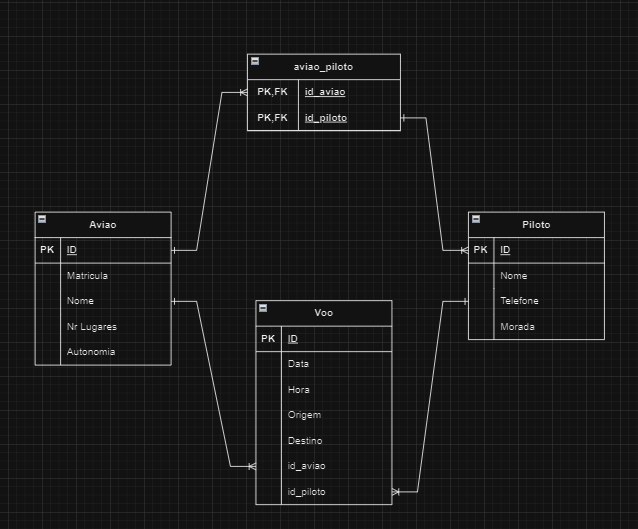 aviao_piloto
PK,FK id_aviao
PK,FK id_piloto
Aviao
PK ID
Matricula
Nome
Nr Lugares
Autonomia
Piloto
PK ID
Nome
Telefone
Morada
Voo
PK ID
Data
Hora
Origem
Destino
id_aviao
id_piloto